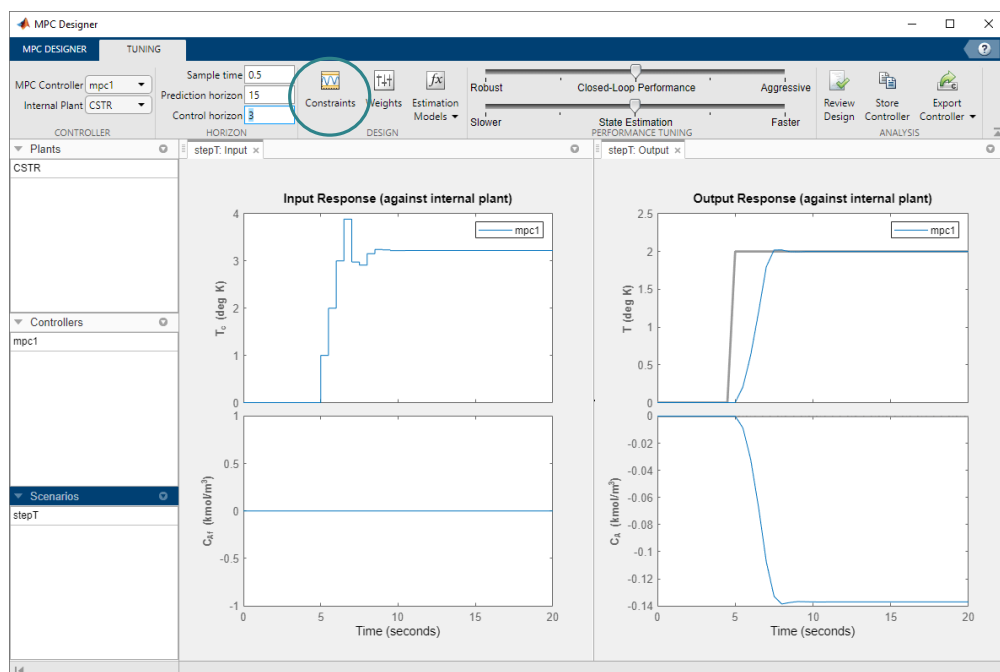 MPC Designer
MPC DESIGNER TUNING
MPC Controller mpc1
Internal Plant CSTR
CONTROLLER
Sample time 0.5
Prediction horizon 15
Control horizon 3
HORIZON
Constraints
Weights
Estimation
Models
DESIGN
Robust Closed-Loop Performance Aggressive
Slower State Estimation Faster
PERFORMANCE TUNING
Review
Design
Store
Controller
Export
Controller
ANALYSIS
Plants
CSTR
Controllers
mpc1
Scenarios
stepT
stepT: Input
Input Response (against internal plant)
mpc1
4
3
2
1
0
T_c (deg K)
1
0.5
0
-0.5
-1
C_Af (kmol/m³)
0 5 10 15 20
Time (seconds)
stepT: Output
Output Response (against internal plant)
mpc1
2.5
2
1.5
1
0.5
0
T (deg K)
0
-0.02
-0.04
-0.06
-0.08
-0.1
-0.12
-0.14
C_A (kmol/m³)
0 5 10 15 20
Time (seconds)